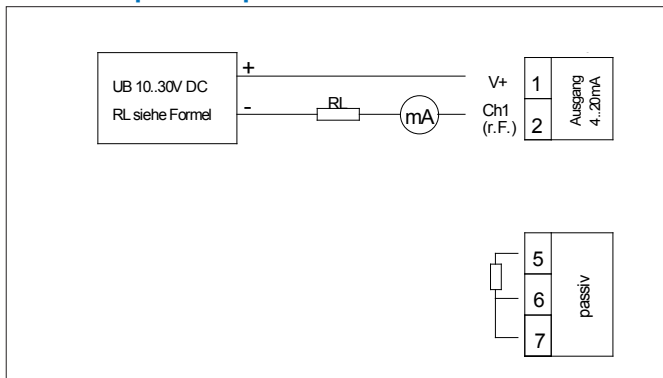 UB 10..30V DC
RL siehe Formel
+
-
RL
mA
V+
Ch1
(r.F.)
1
2
Ausgang
4..20mA
5
6
7
passiv